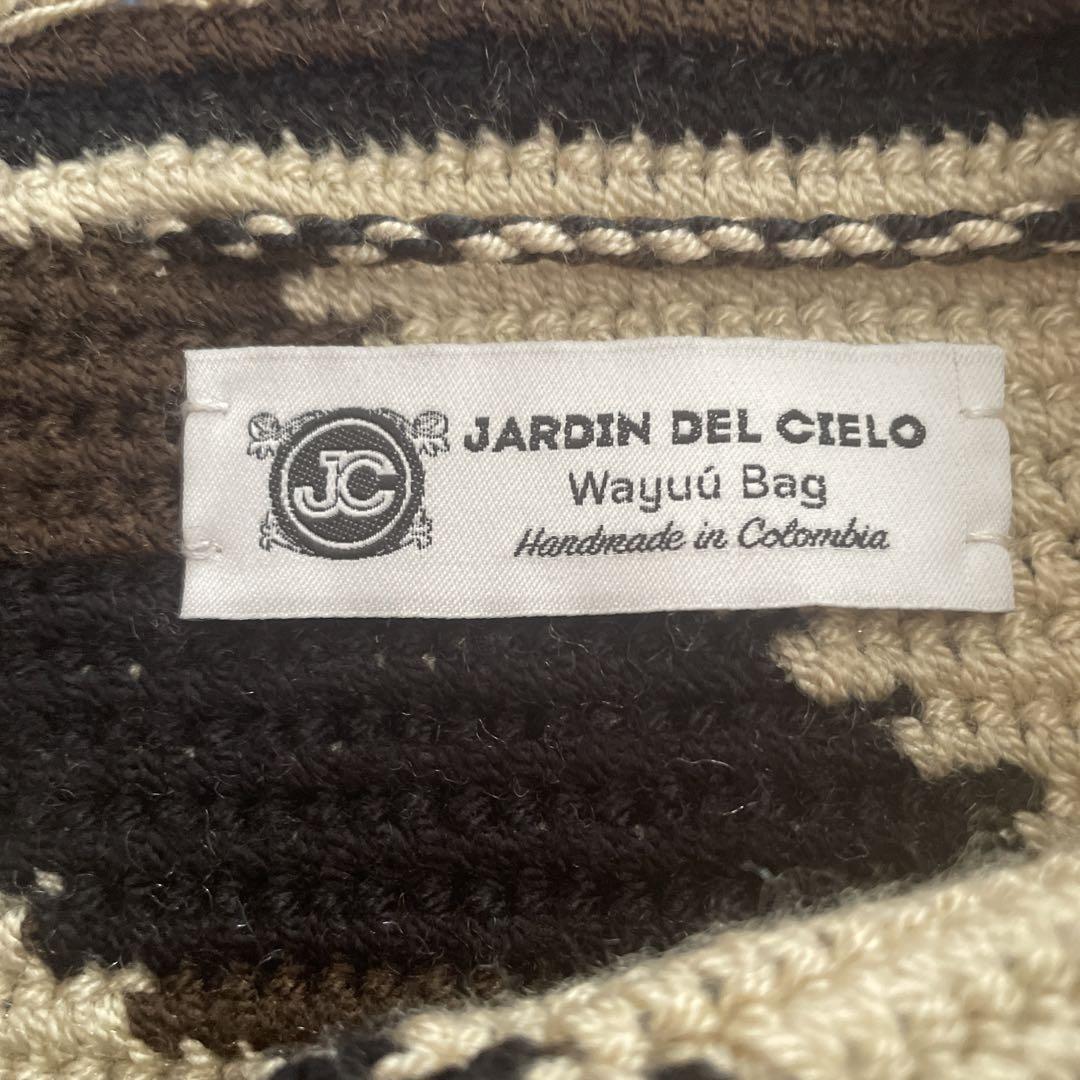 JC
JARDIN DEL CIELO
Wayuú Bag
Handmade in Colombia